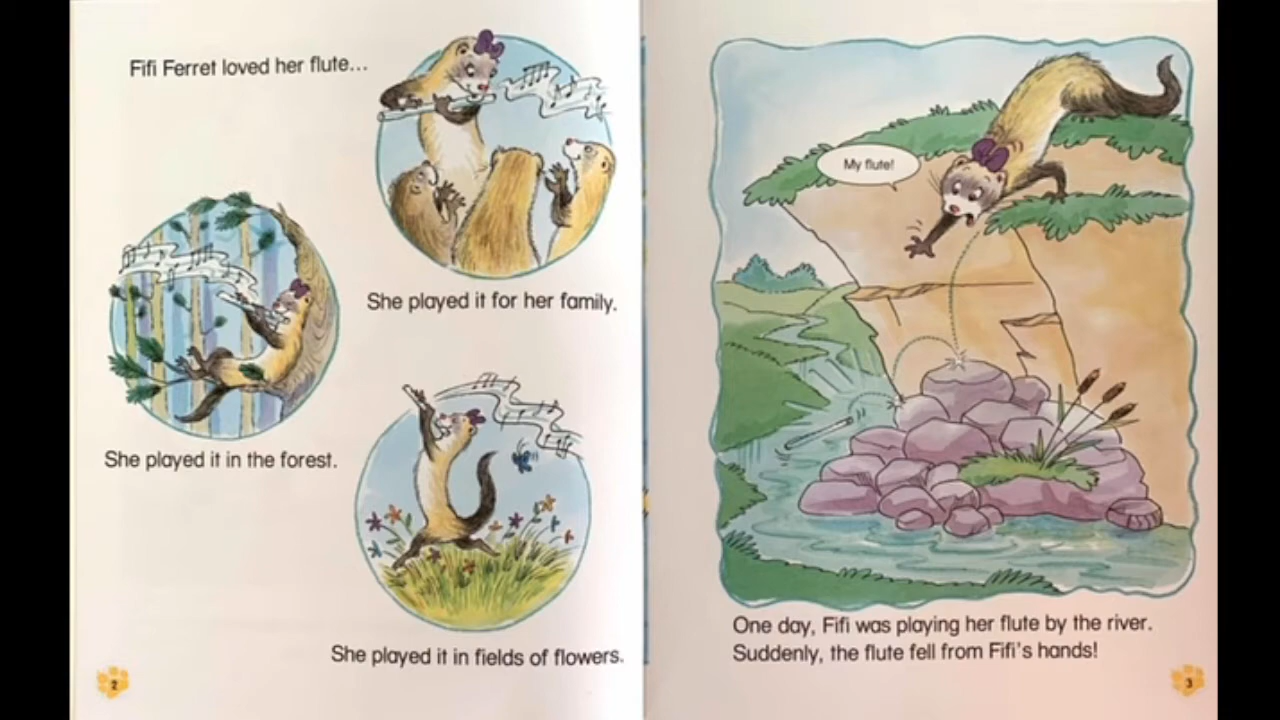 Fifi Ferret loved her flute...
She played it for her family.
She played it in the forest.
She played it in fields of flowers.
2
My flute!
One day, Fifi was playing her flute by the river.
Suddenly, the flute fell from Fifi's hands!
3